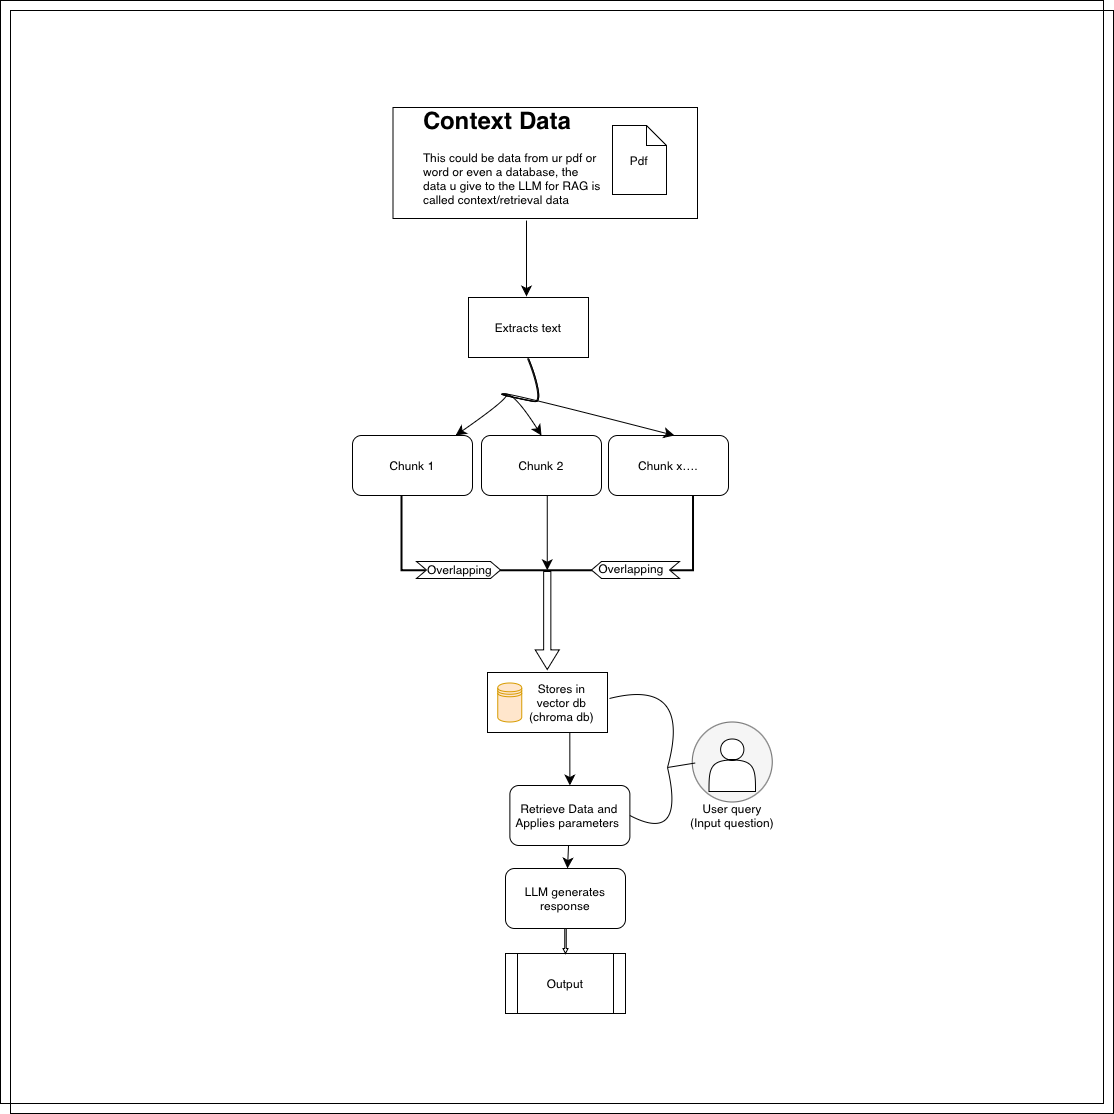 Context Data
This could be data from ur pdf or
word or even a database, the
data u give to the LLM for RAG is
called context/retrieval data
Pdf
Extracts text
Chunk 1
Chunk 2
Chunk x....
Overlapping
Overlapping
Stores in
vector db
(chroma db)
User query
(Input question)
Retrieve Data and
Applies parameters
LLM generates
response
Output